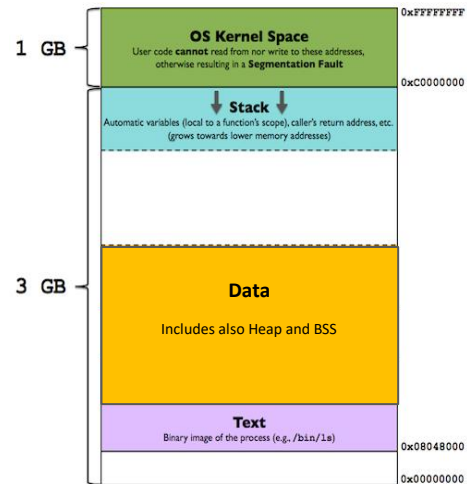 0xFFFFFFFF
OS Kernel Space
1 GB
User code cannot read from nor write to these addresses,
otherwise resulting in a Segmentation Fault
0xC0000000
Stack
Automatic variables (local to a function's scope), caller's return address, etc.
(grows towards lower memory addresses)
3 GB
Data
Includes also Heap and BSS
Text
Binary image of the process (e.g., /bin/ls)
0x08048000
0x00000000